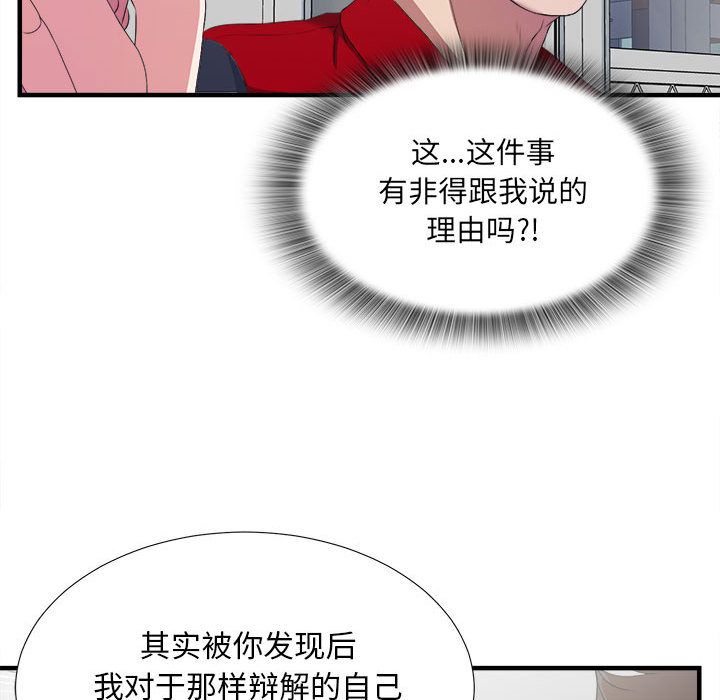 这...这件事
有非得跟我说的
理由吗?!
其实被你发现后
我对于那样辩解的自己